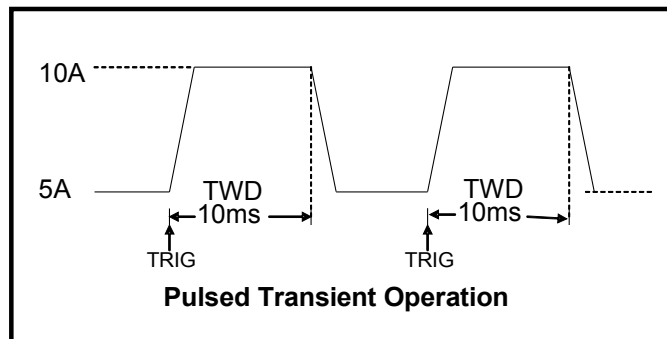 10A
5A
TWD
10ms
TWD
10ms
TRIG
TRIG
Pulsed Transient Operation